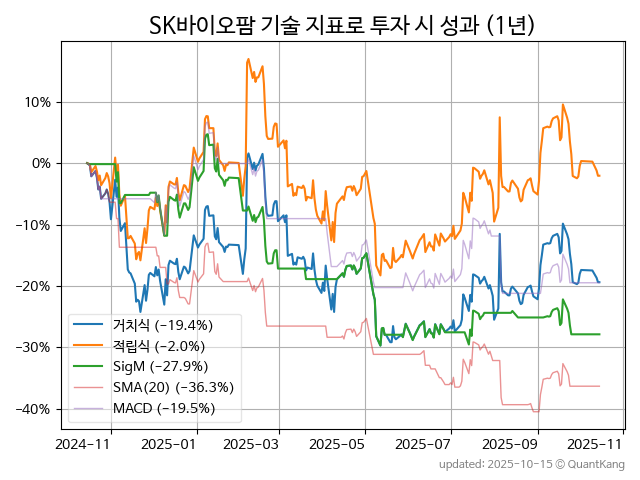 SK바이오팜 기술 지표로 투자 시 성과 (1년)
10%
0%
−10%
−20%
−30%
−40%
거치식 (−19.4%)
적립식 (−2.0%)
SigM (−27.9%)
SMA(20) (−36.3%)
MACD (−19.5%)
2024−11
2025−01
2025−03
2025−05
2025−07
2025−09
2025−11
updated: 2025-10-15 © QuantKang